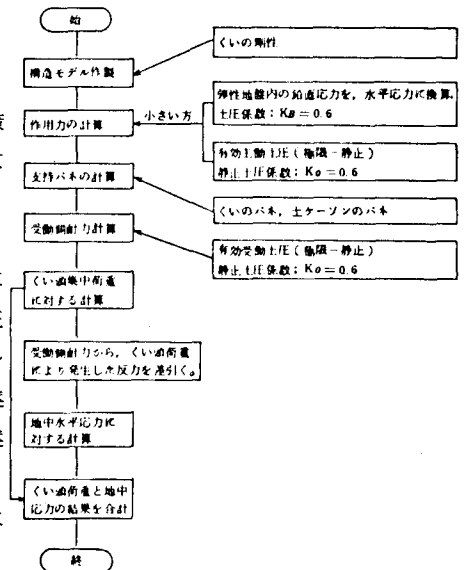 始
くいの剛性
構造モデル作製
弾性地盤内の鉛直応力を,水平応力に換算.
土圧係数:Kθ=0.6
小さい方
作用力の計算
有効主働土圧(極限-静止)
静止土圧係数:Ko=0.6
支持バネの計算
くいのバネ,土ケーソンのバネ
受働側耐力計算
有効受働土圧(極限-静止)
静止土圧係数:Ko=0.6
くい頭集中荷重
に対する計算
受働側耐力から,くい頭荷重
により発生した反力を差引く。
地中水平応力に
対する計算
くい頭荷重と地中
応力の結果を合計
終